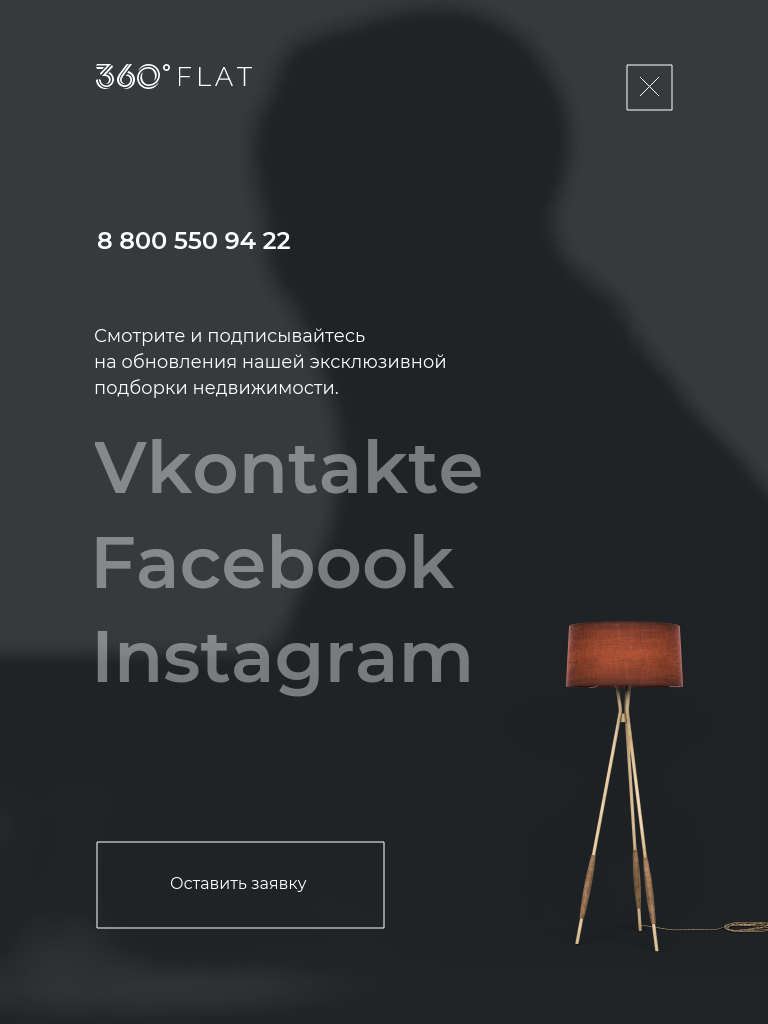 360° FLAT
8 800 550 94 22
Смотрите и подписывайтесь
на обновления нашей эксклюзивной
подборки недвижимости.
Vkontakte
Facebook
Instagram
Оставить заявку